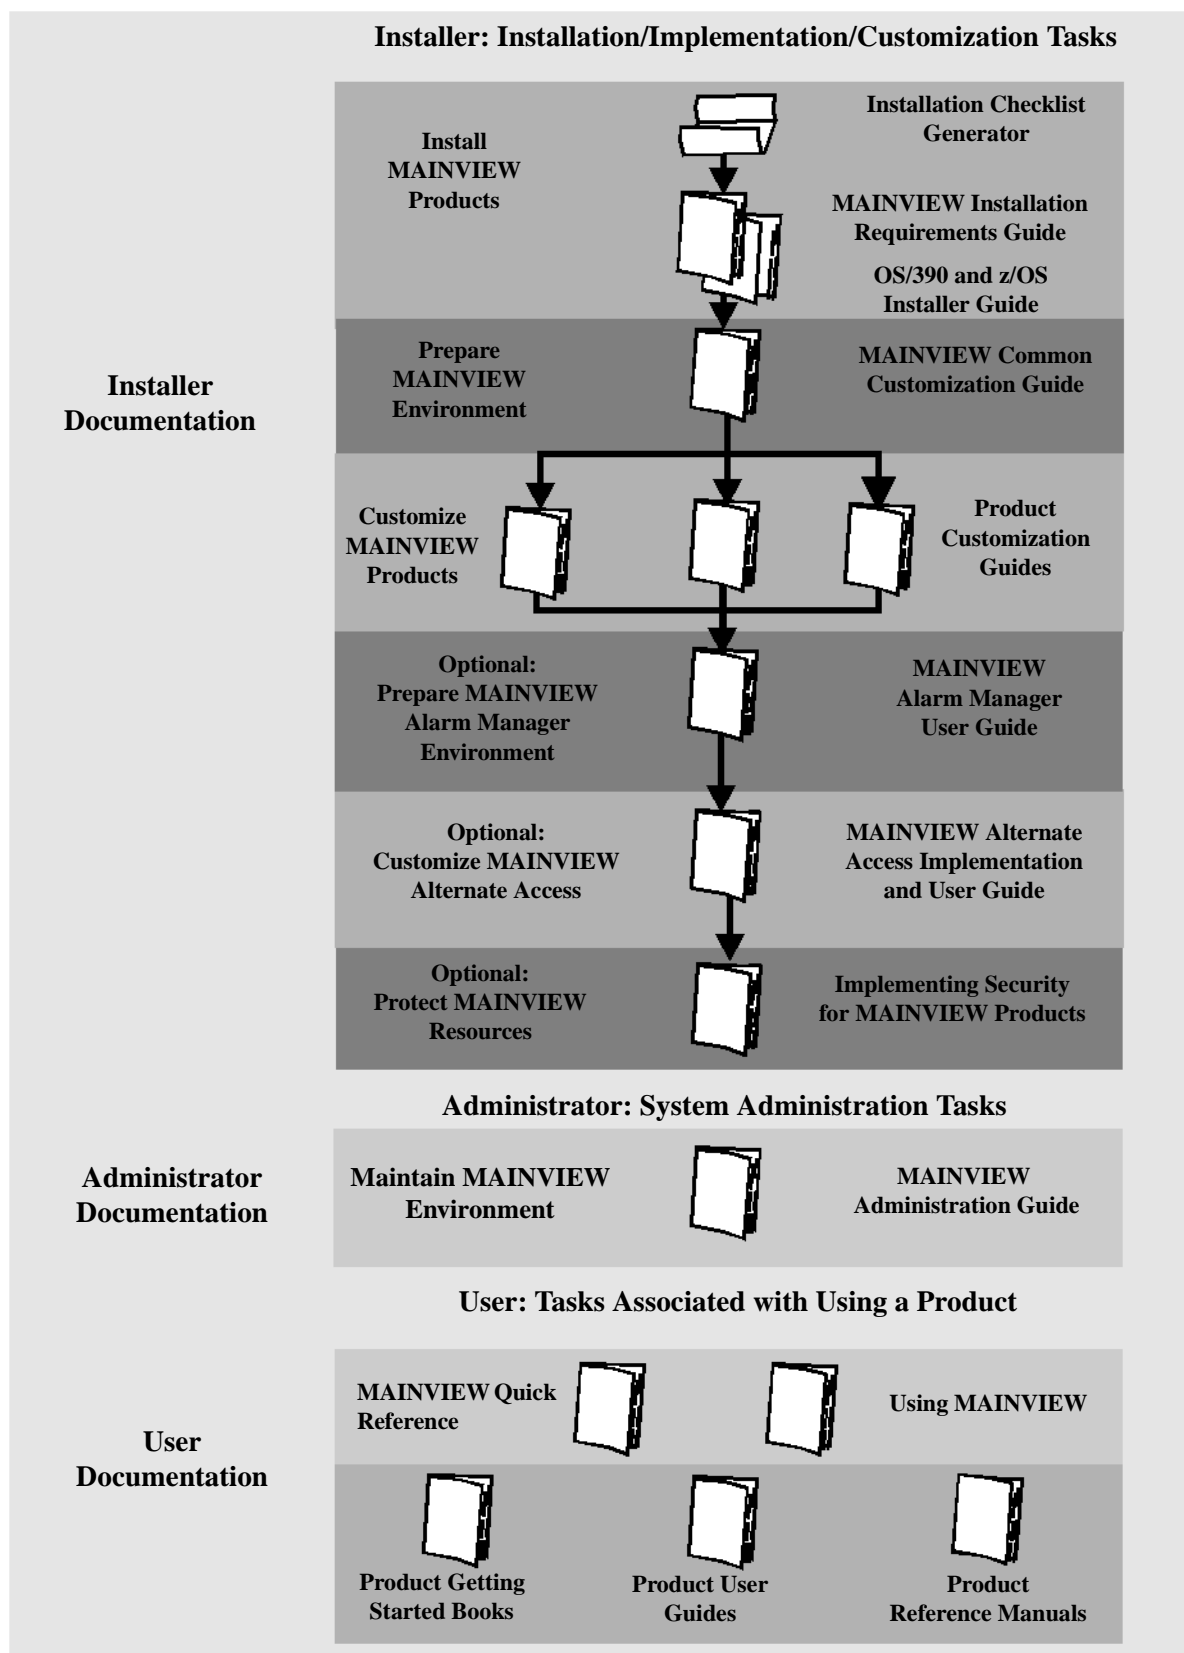 Installer: Installation/Implementation/Customization Tasks
Installer
Documentation
Install
MAINVIEW
Products
Installation Checklist
Generator
MAINVIEW Installation
Requirements Guide
OS/390 and z/OS
Installer Guide
Prepare
MAINVIEW
Environment
MAINVIEW Common
Customization Guide
Customize
MAINVIEW
Products
Product
Customization
Guides
Optional:
Prepare MAINVIEW
Alarm Manager
Environment
MAINVIEW
Alarm Manager
User Guide
Optional:
Customize MAINVIEW
Alternate Access
MAINVIEW Alternate
Access Implementation
and User Guide
Optional:
Protect MAINVIEW
Resources
Implementing Security
for MAINVIEW Products
Administrator: System Administration Tasks
Administrator
Documentation
Maintain MAINVIEW
Environment
MAINVIEW
Administration Guide
User: Tasks Associated with Using a Product
User
Documentation
MAINVIEW Quick
Reference
Using MAINVIEW
Product Getting
Started Books
Product User
Guides
Product
Reference Manuals